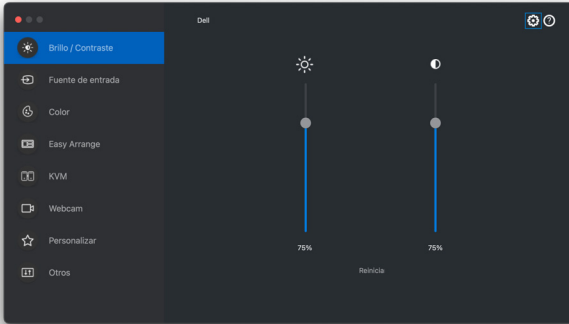 Dell
Brillo / Contraste
Fuente de entrada
Color
Easy Arrange
KVM
Webcam
Personalizar
Otros
75%
75%
Reinicia